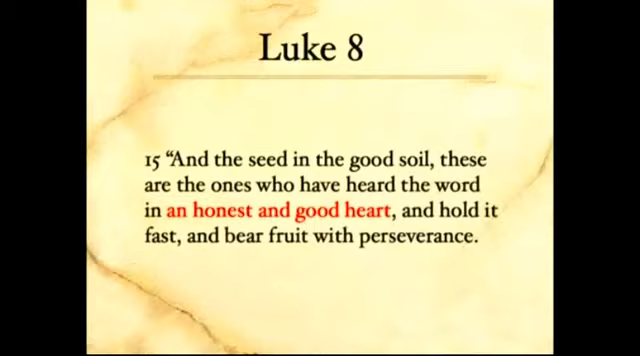 Luke 8
15 “And the seed in the good soil, these
are the ones who have heard the word
in an honest and good heart, and hold it
fast, and bear fruit with perseverance.